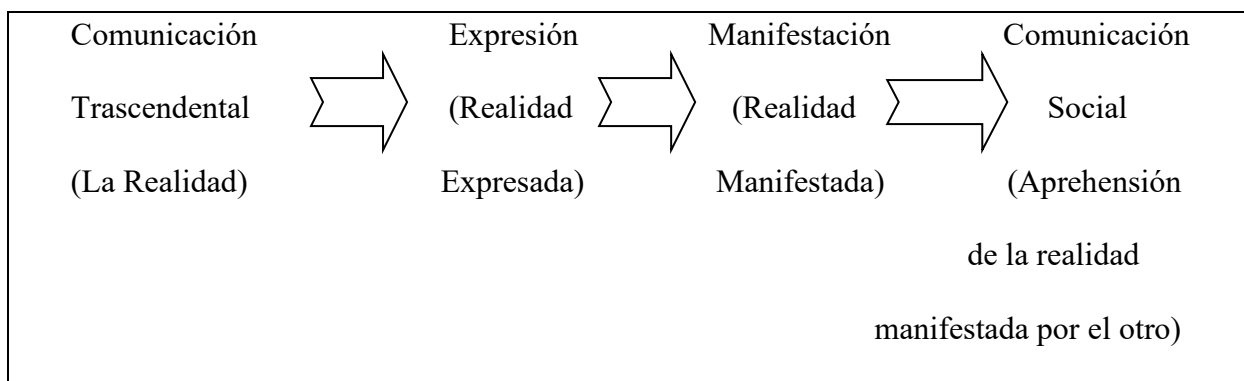 Comunicación Expresión Manifestación Comunicación
Trascendental (Realidad (Realidad Social
(La Realidad) Expresada) Manifestada) (Aprehensión
de la realidad
manifestada por el otro)